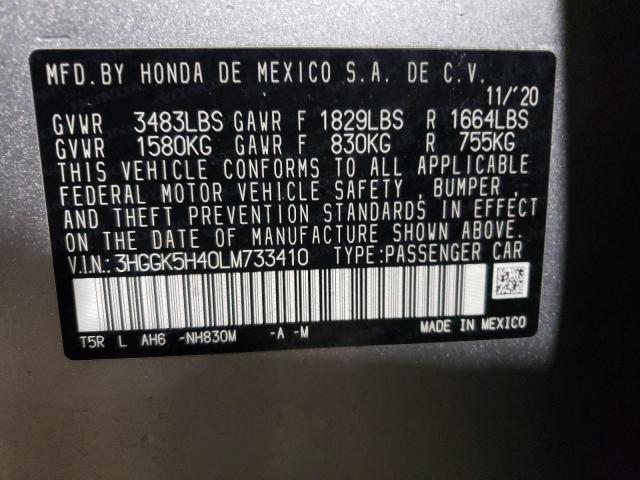 MFD.BY HONDA DE MEXICO S.A. DE C.V.
11/'20
GVWR 3483LBS GAWR F 1829LBS R 1664LBS
GVWR 1580KG GAWR F 830KG R 755KG
THIS VEHICLE CONFORMS TO ALL APPLICABLE
FEDERAL MOTOR VEHICLE SAFETY , BUMPER ,
AND THEFT PREVENTION STANDARDS IN EFFECT
ON THE DATE OF MANUFACTURE SHOWN ABOVE.
V.I.N.: 3HGGK5H40LM733410 TYPE:PASSENGER CAR
T5R L AH6 -NH830M -A -M MADE IN MEXICO